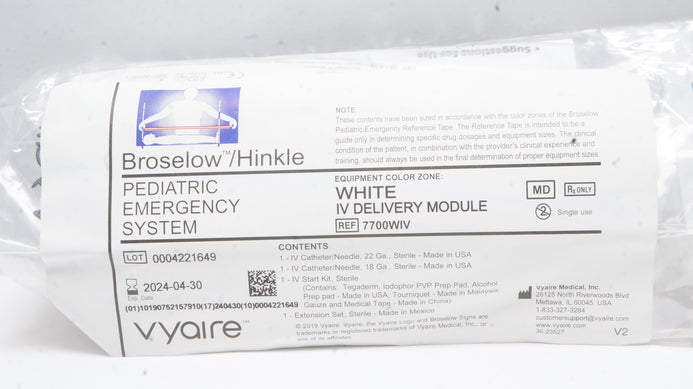 • Suggestions For Use
Broselow™/Hinkle
PEDIATRIC
EMERGENCY
SYSTEM
NOTE
These contents have been sized in accordance with the color zones of the Broselow
Pediatric Emergency Reference Tape. The Reference Tape is intended to be a
guide only in determining specific drug dosages and equipment sizes. The clinical
condition of the patient, in combination with the provider's clinical experience and
training, should always be used in the final determination of proper equipment sizes.
EQUIPMENT COLOR ZONE:
WHITE
IV DELIVERY MODULE
REF 7700WIV
MD
Rx ONLY
2 Single use
LOT 0004221649
2024-04-30
Exp. Date
(01)10190752157910(17)240430(10)0004221649
vyaire™
CONTENTS
1 - IV Catheter/Needle, 22 Ga., Sterile - Made in USA
1 - IV Catheter/Needle, 18 Ga., Sterile - Made in USA
1 - IV Start Kit, Sterile
(Contains: Tegaderm, Iodophor PVP Prep Pad, Alcohol
Prep pad - Made in USA; Tourniquet - Made in Malaysia,
Gauze and Medical Tape - Made in China)
1 - Extension Set, Sterile - Made in Mexico
© 2019 Vyaire. Vyaire, the Vyaire Logo and Broselow Signs are
trademarks or registered trademarks of Vyaire Medical, Inc., or
one of its affiliates.
Vyaire Medical, Inc.
26125 North Riverwoods Blvd
Mettawa, IL 60045 USA
1-833-327-3284
customersupport@vyaire.com
www.vyaire.com
36-23527
V2